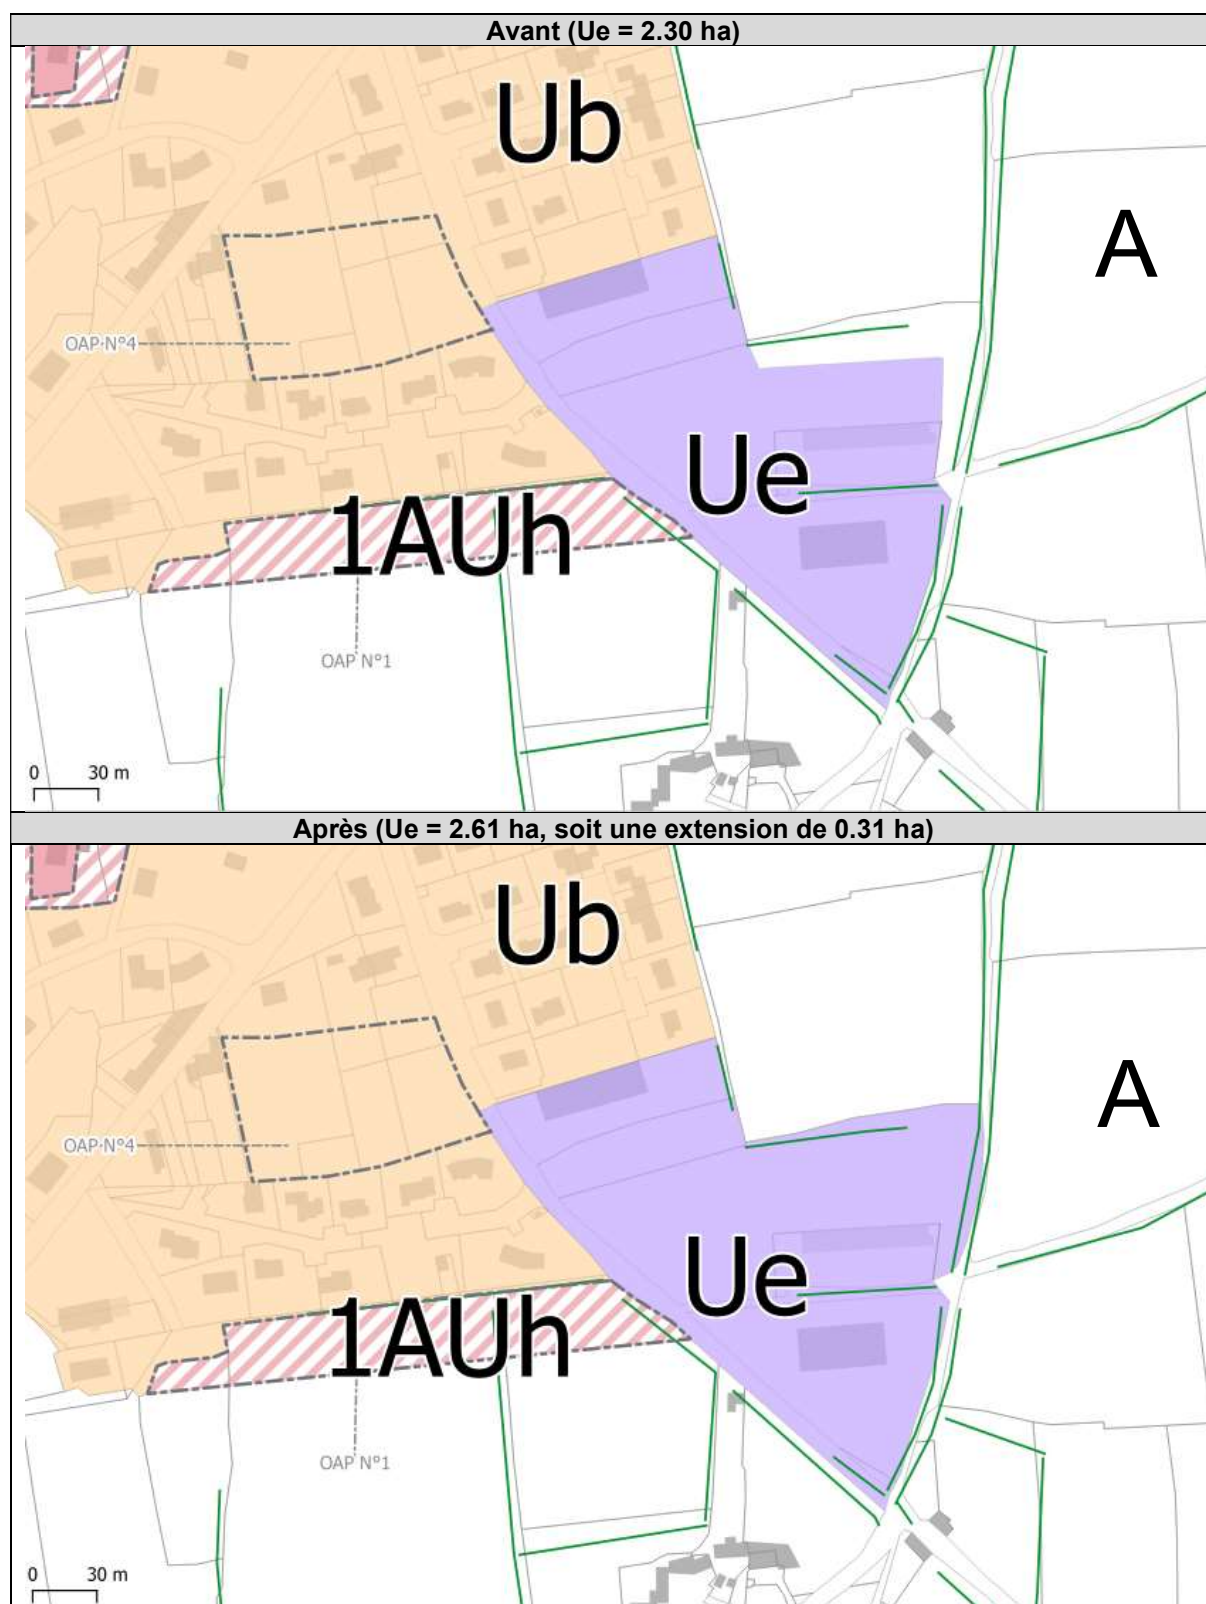 Avant (Ue = 2.30 ha)
Ub
A
OAP N°4
Ue
1AUh
OAP N°1
0 30 m
Après (Ue = 2.61 ha, soit une extension de 0.31 ha)
Ub
A
OAP N°4
Ue
1AUh
OAP N°1
0 30 m